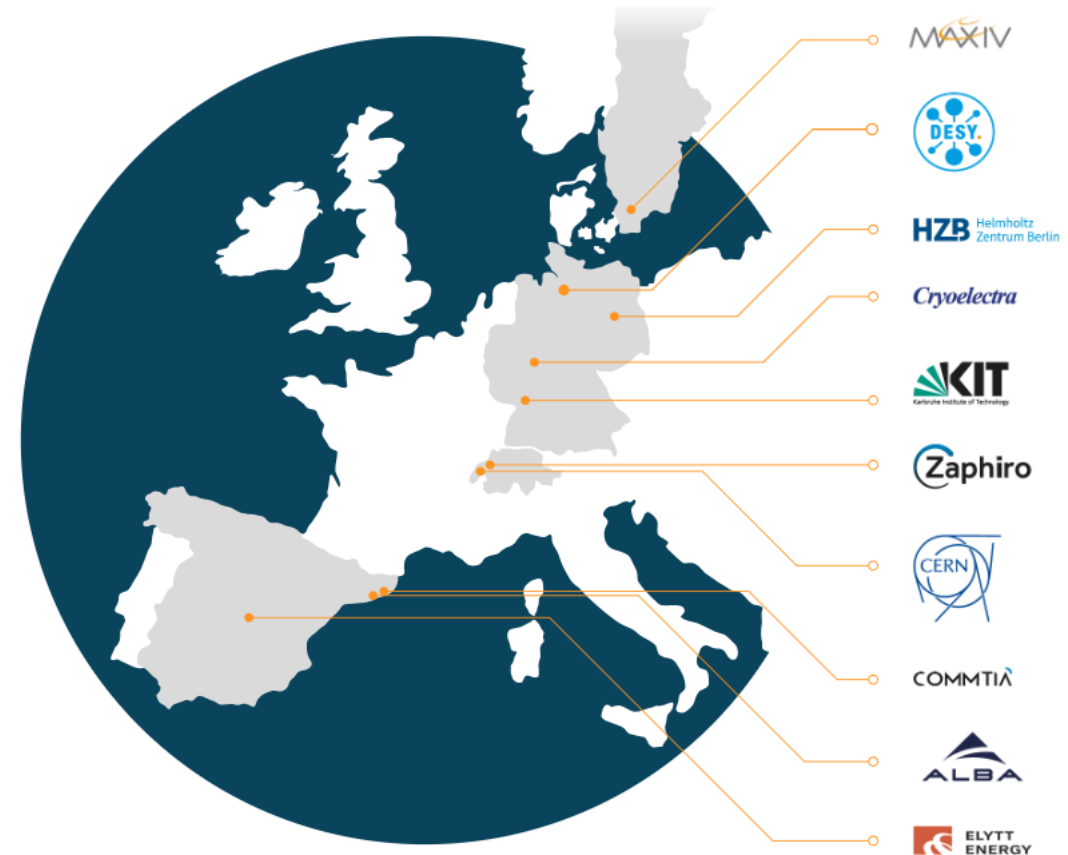 MAXIV
DESY.
HZB Helmholtz
Zentrum Berlin
Cryoelectra
KIT
Karlsruhe Institute of Technology
Zaphiro
CERN
COMMTIA
ALBA
ELYTT
ENERGY